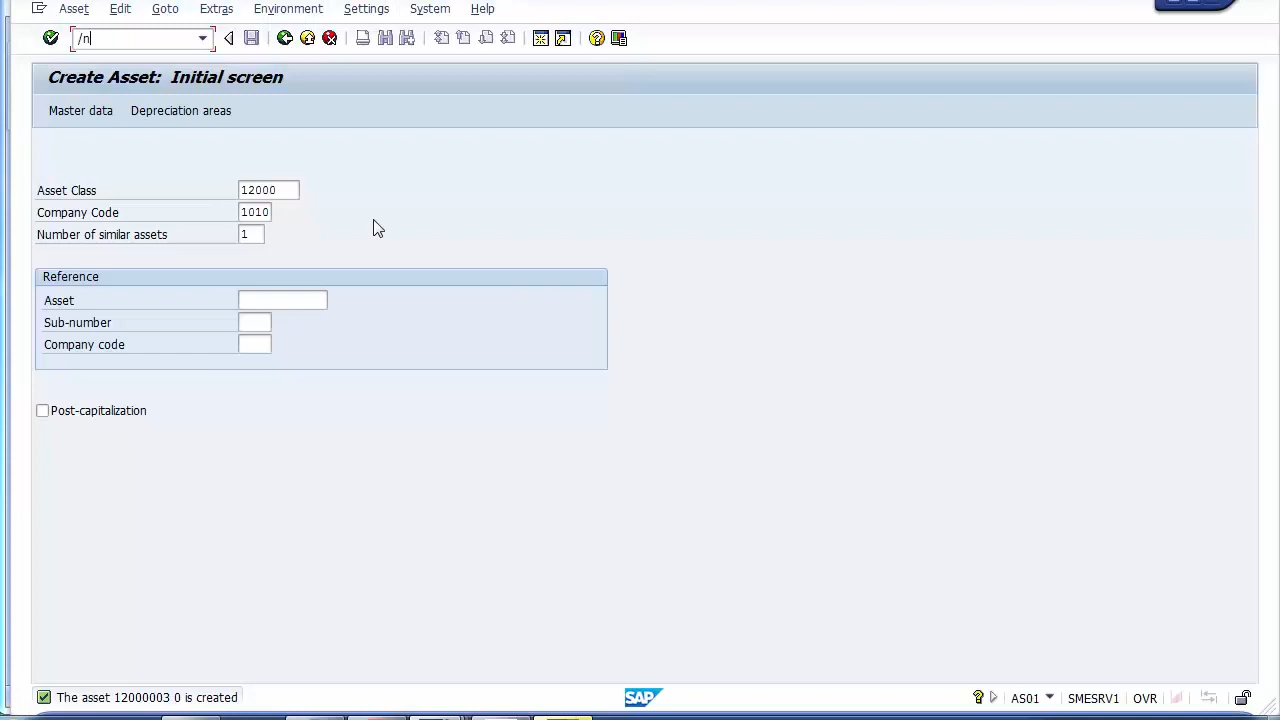 Asset Edit Goto Extras Environment Settings System Help
/n
Create Asset: Initial screen
Master data Depreciation areas
Asset Class 12000
Company Code 1010
Number of similar assets 1
Reference
Asset
Sub-number
Company code
Post-capitalization
The asset 12000003 0 is created
SAP
AS01 SMESRV1 OVR